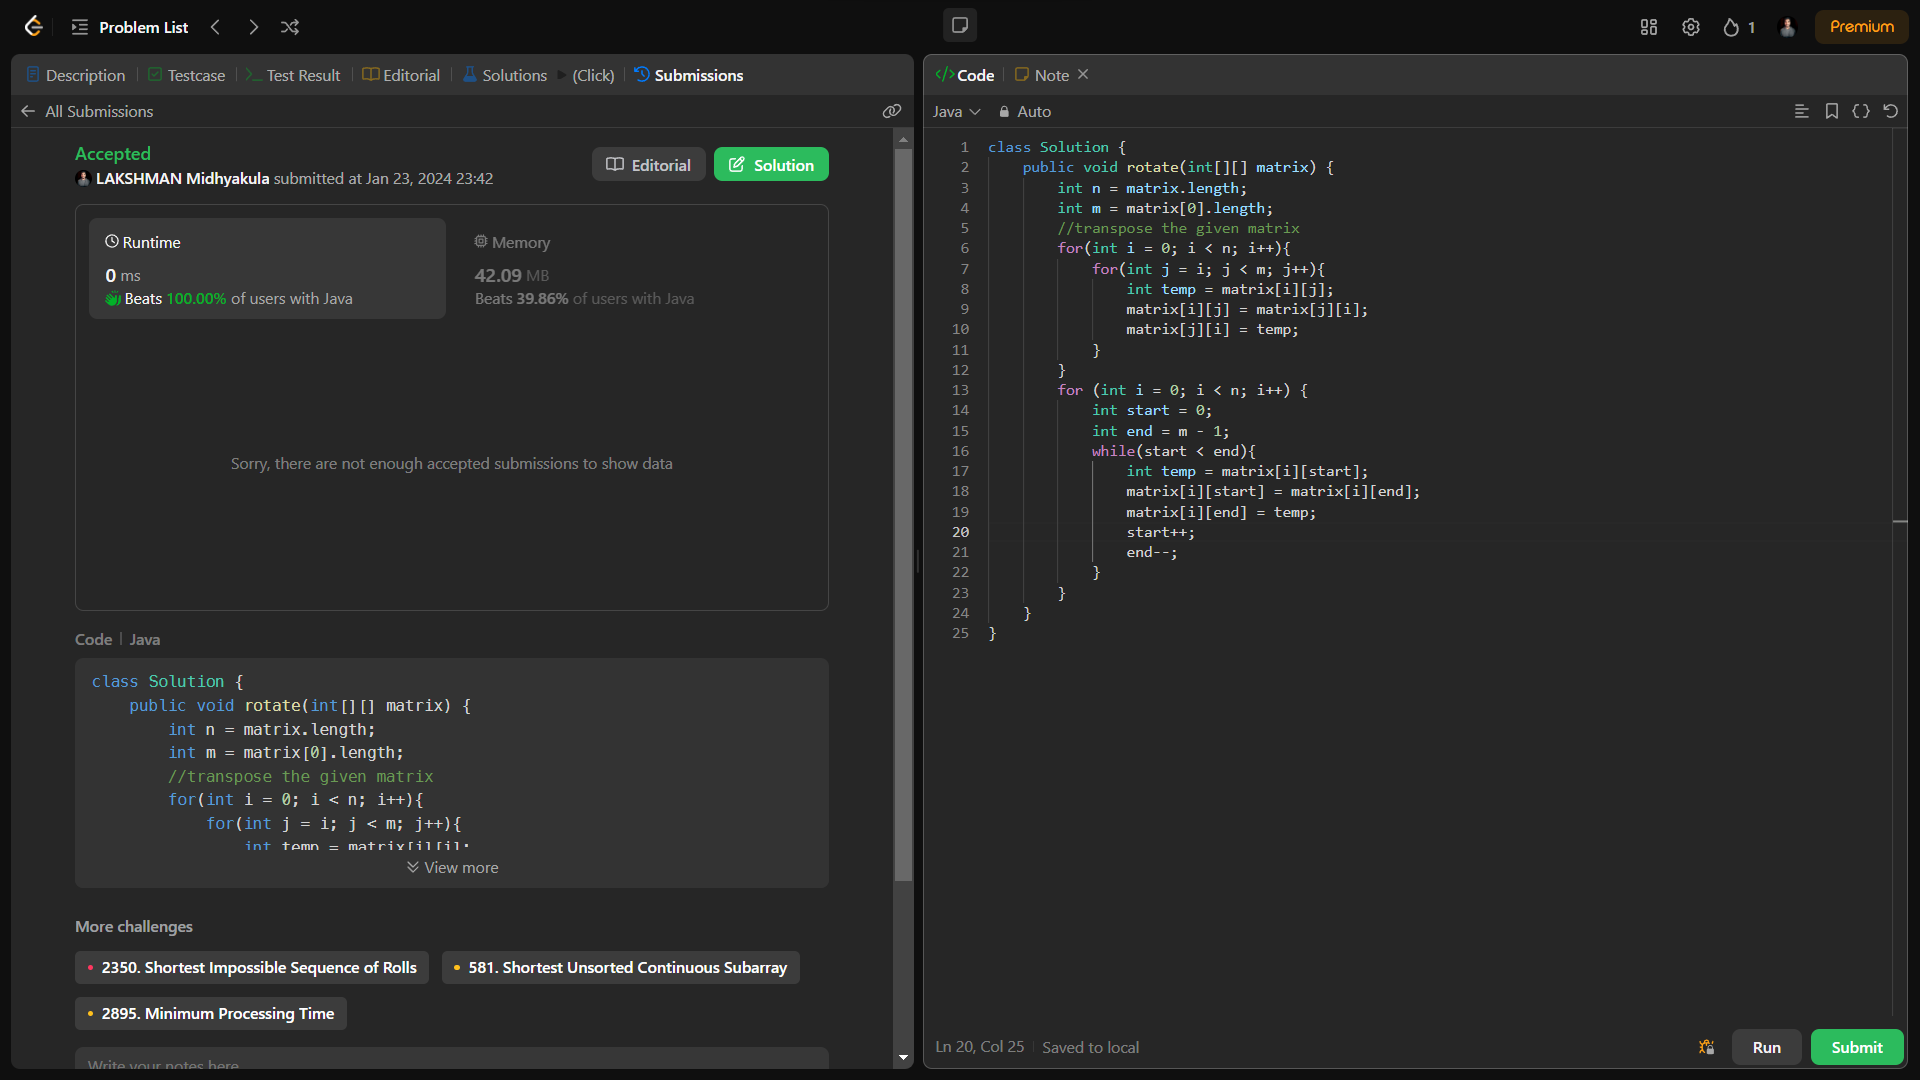 Problem List
1
Premium
Description
Testcase
Test Result
Editorial
Solutions
(Click)
Submissions
All Submissions
Accepted
LAKSHMAN Midhyakula submitted at Jan 23, 2024 23:42
Editorial
Solution
Runtime
0 ms
Beats 100.00% of users with Java
Memory
42.09 MB
Beats 39.86% of users with Java
Sorry, there are not enough accepted submissions to show data
Code | Java
class Solution {
    public void rotate(int[][] matrix) {
        int n = matrix.length;
        int m = matrix[0].length;
        //transpose the given matrix
        for(int i = 0; i < n; i++){
            for(int j = i; j < m; j++){
                int temp = matrix[i][j];
View more
More challenges
2350. Shortest Impossible Sequence of Rolls
581. Shortest Unsorted Continuous Subarray
2895. Minimum Processing Time
Write your notes here
</>Code
Note
Java
Auto
1 class Solution {
2     public void rotate(int[][] matrix) {
3         int n = matrix.length;
4         int m = matrix[0].length;
5         //transpose the given matrix
6         for(int i = 0; i < n; i++){
7             for(int j = i; j < m; j++){
8                 int temp = matrix[i][j];
9                 matrix[i][j] = matrix[j][i];
10                 matrix[j][i] = temp;
11             }
12         }
13         for (int i = 0; i < n; i++) {
14             int start = 0;
15             int end = m - 1;
16             while(start < end){
17                 int temp = matrix[i][start];
18                 matrix[i][start] = matrix[i][end];
19                 matrix[i][end] = temp;
20                 start++;
21                 end--;
22             }
23         }
24     }
25 }
Ln 20, Col 25
Saved to local
Run
Submit